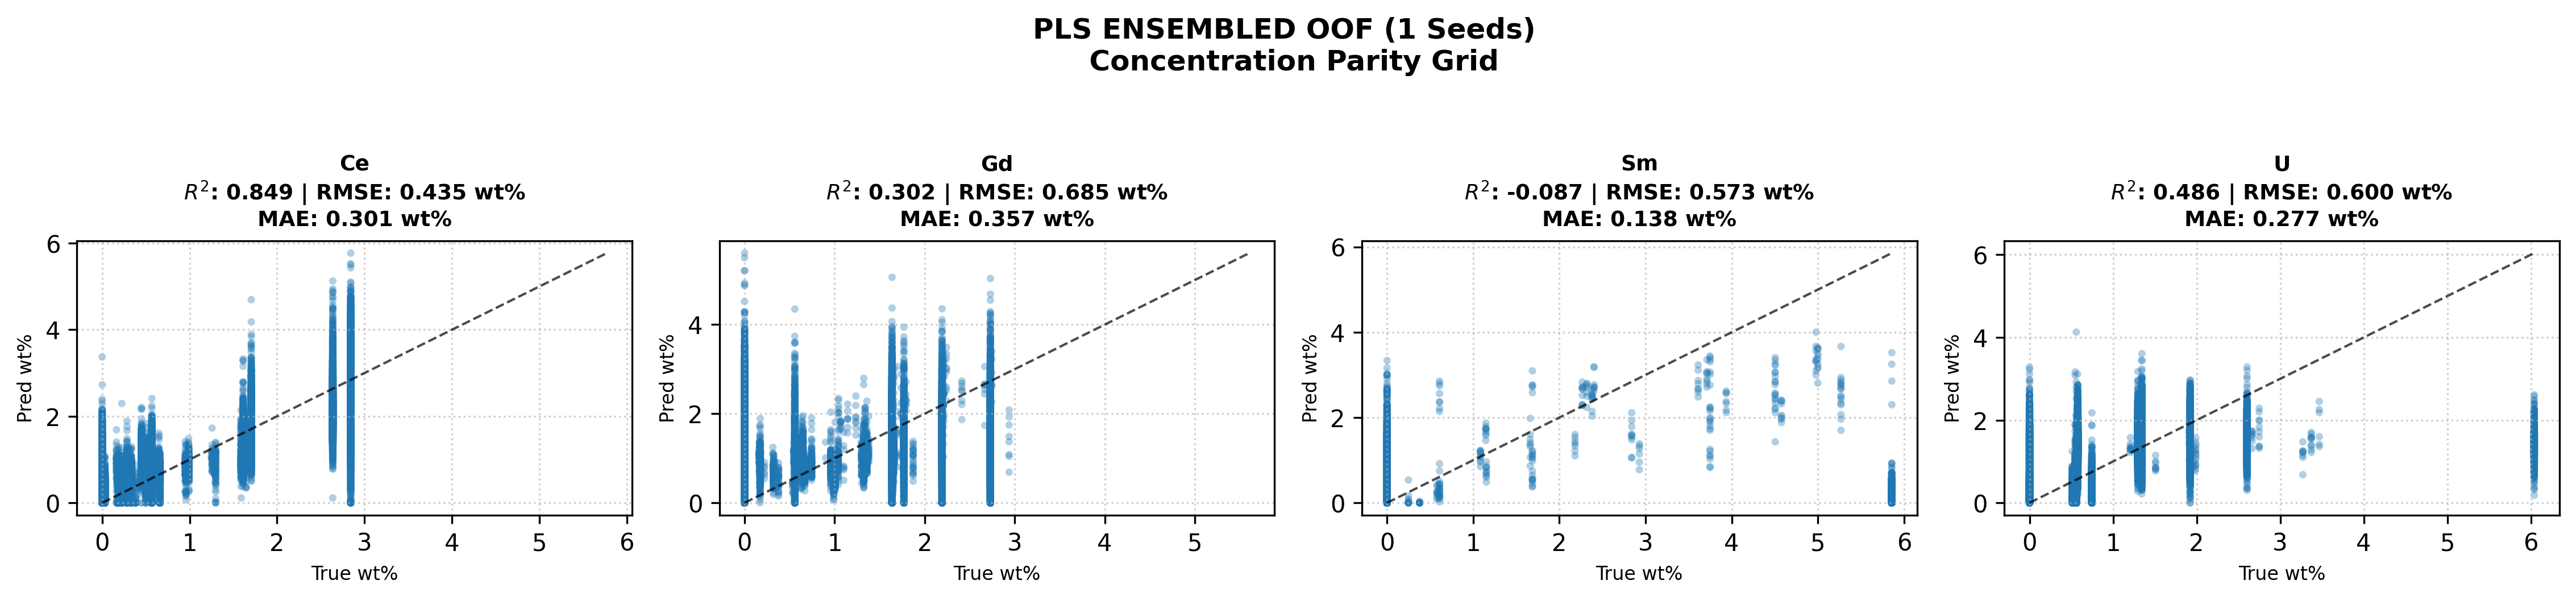 PLS ENSEMBLED OOF (1 Seeds)
Concentration Parity Grid
Ce
R²: 0.849 | RMSE: 0.435 wt%
MAE: 0.301 wt%
6
4
2
0
Pred wt%
0 1 2 3 4 5 6
True wt%
Gd
R²: 0.302 | RMSE: 0.685 wt%
MAE: 0.357 wt%
4
2
0
Pred wt%
0 1 2 3 4 5
True wt%
Sm
R²: -0.087 | RMSE: 0.573 wt%
MAE: 0.138 wt%
6
4
2
0
Pred wt%
0 1 2 3 4 5 6
True wt%
U
R²: 0.486 | RMSE: 0.600 wt%
MAE: 0.277 wt%
6
4
2
0
Pred wt%
0 1 2 3 4 5 6
True wt%